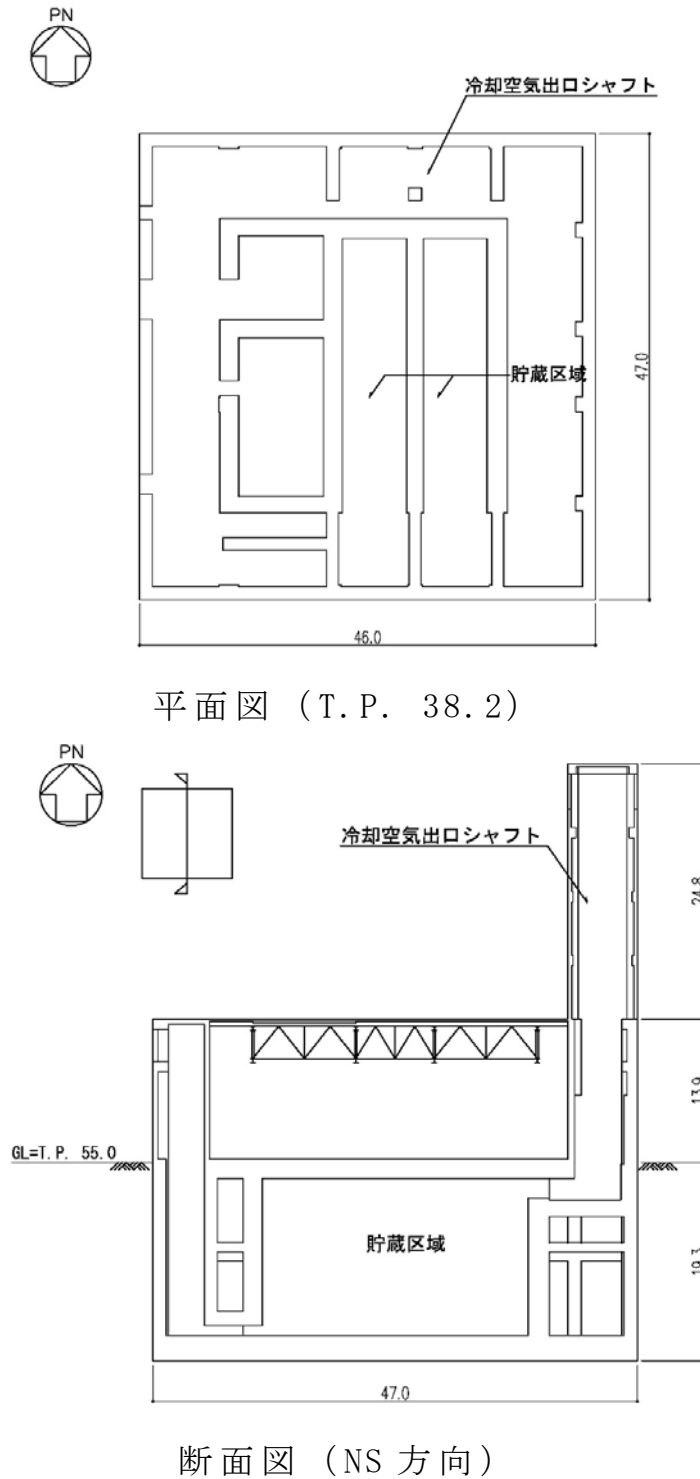 PN
冷却空気出口シャフト
貯蔵区域
47.0
46.0
平面図 (T.P. 38.2)
PN
冷却空気出口シャフト
24.8
13.9
GL=T.P. 55.0
貯蔵区域
19.3
47.0
断面図 (NS 方向)